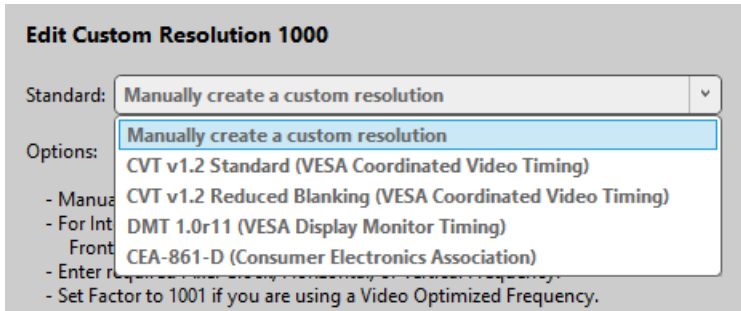 Edit Custom Resolution 1000
Standard: Manually create a custom resolution
Manually create a custom resolution
Options:
CVT v1.2 Standard (VESA Coordinated Video Timing)
CVT v1.2 Reduced Blanking (VESA Coordinated Video Timing)
- Manua
DMT 1.0r11 (VESA Display Monitor Timing)
- For Int
CEA-861-D (Consumer Electronics Association)
Front
- Enter
- Set Factor to 1001 if you are using a Video Optimized Frequency.